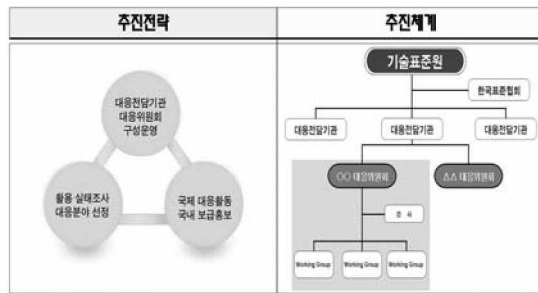 추진전략
추진체계
대응전담기관
대응위원회
구성운영
활용 실태조사
대응분야 선정
국제 대응활동
국내 보급홍보
기술표준원
한국표준협회
대응전담기관
대응전담기관
대응전담기관
○○ 대응위원회
△△ 대응위원회
간 사
Working Group
Working Group
Working Group